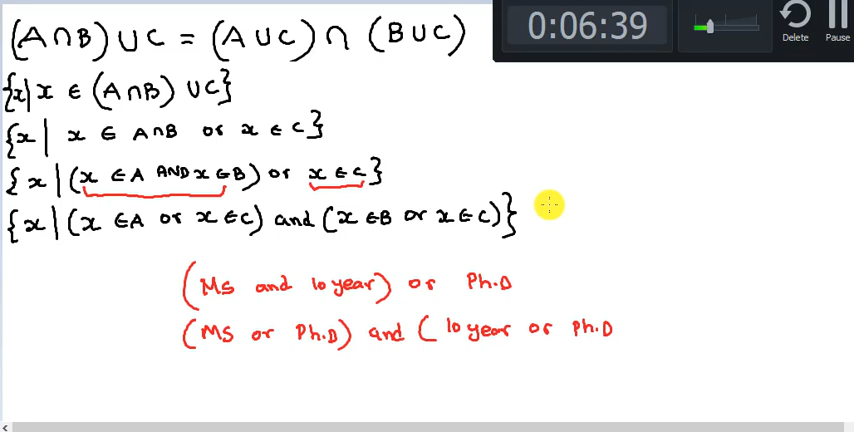 (A∩B) ∪ C = (A ∪ C) ∩ (B ∪ C)
0:06:39
Delete
Pause
{x| x ∈ (A∩B) ∪ C}
{x | x ∈ A∩B or x ∈ C}
{x | (x ∈ A AND x ∈ B) or x ∈ C}
{x | (x ∈ A or x ∈ C) and (x ∈ B or x ∈ C)}
(MS and 10 year) or Ph.D
(MS or Ph.D) and (10 year or Ph.D